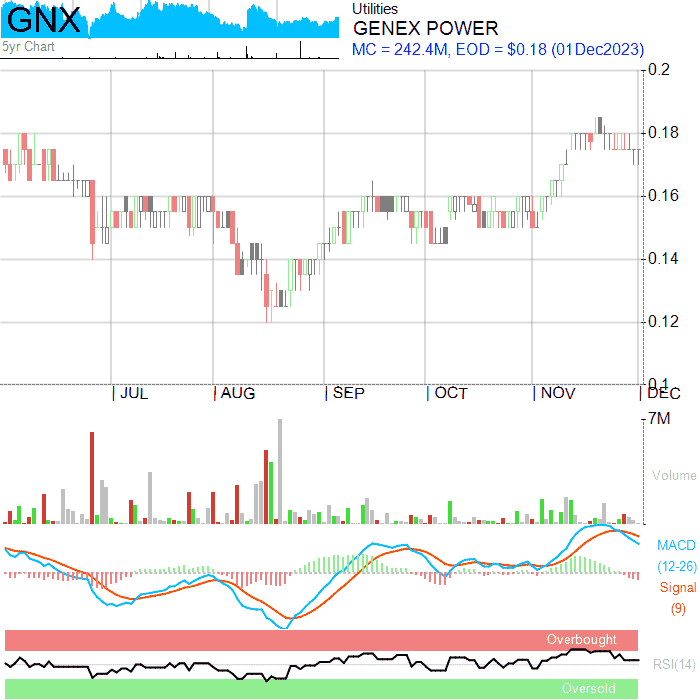 GNX
5yr Chart
Utilities
GENEX POWER
MC = 242.4M, EOD = $0.18 (01Dec2023)
0.2
0.18
0.16
0.14
0.12
0.1
| JUL | AUG | SEP | OCT | NOV | DEC
7M
Volume
MACD
(12-26)
Signal
(9)
Overbought
RSI(14)
Oversold